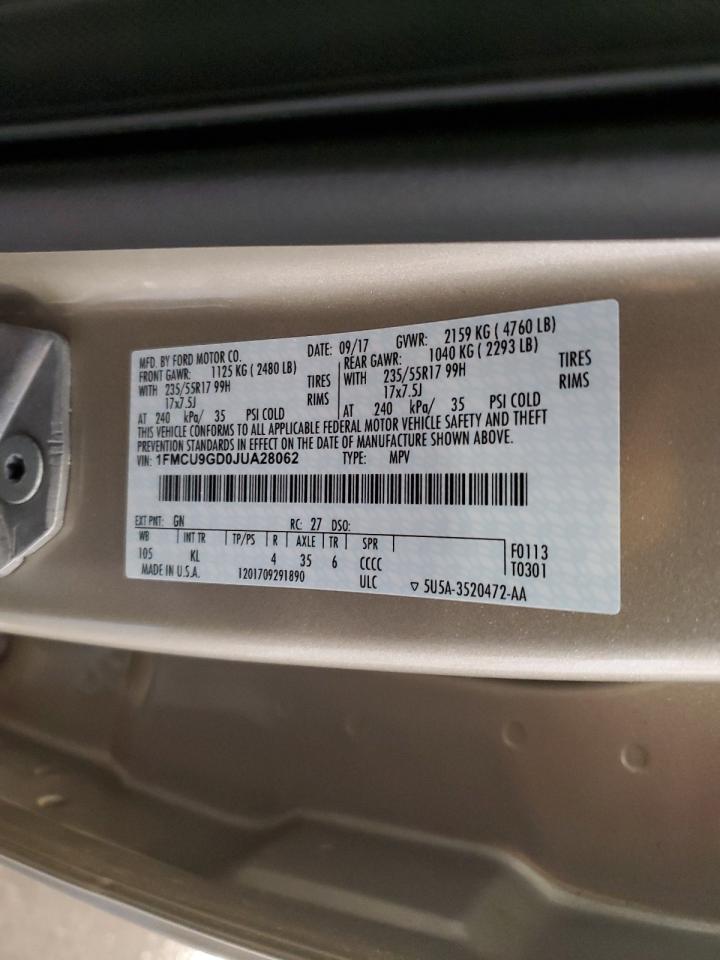 MFD. BY FORD MOTOR CO. DATE: 09/17 GVWR: 2159 KG ( 4760 LB)
FRONT GAWR: 1125 KG ( 2480 LB) REAR GAWR: 1040 KG ( 2293 LB)
WITH 235/55R17 99H TIRES WITH 235/55R17 99H TIRES
17x7.5J RIMS 17x7.5J RIMS
AT 240 kPa/ 35 PSI COLD AT 240 kPa/ 35 PSI COLD
THIS VEHICLE CONFORMS TO ALL APPLICABLE FEDERAL MOTOR VEHICLE SAFETY AND THEFT
PREVENTION STANDARDS IN EFFECT ON THE DATE OF MANUFACTURE SHOWN ABOVE.
VIN: 1FMCU9GD0JUA28062 TYPE: MPV
EXT PNT: GN RC: 27 DSO:
WB INT TR TP/PS R AXLE TR SPR F0113
105 KL 4 35 6 CCCC T0301
MADE IN U.S.A. 1201709291890 ULC 5U5A-3520472-AA